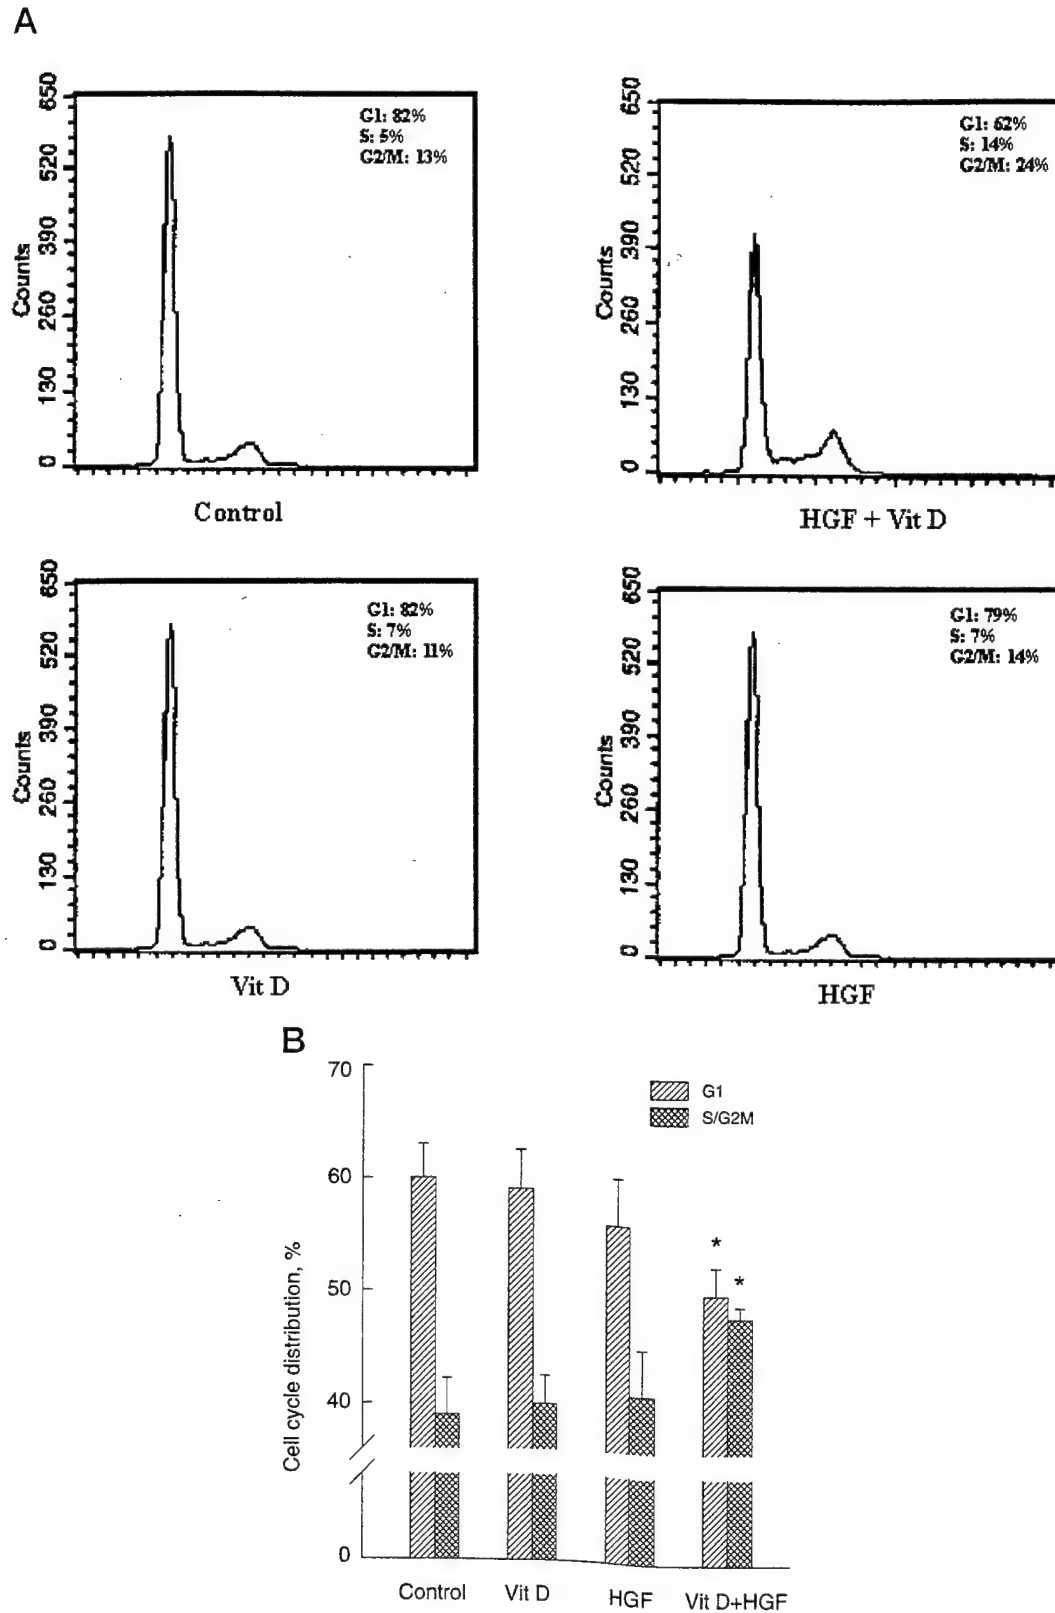 A
650
520
390
260
130
0
Counts
G1: 82%
S: 5%
G2/M: 13%
Control
650
520
390
260
130
0
Counts
G1: 62%
S: 14%
G2/M: 24%
HGF + Vit D
650
520
390
260
130
0
Counts
G1: 82%
S: 7%
G2/M: 11%
Vit D
650
520
390
260
130
0
Counts
G1: 79%
S: 7%
G2/M: 14%
HGF
B
70
60
50
40
0
Cell cycle distribution, %
G1
S/G2M
*
*
Control Vit D HGF Vit D+HGF